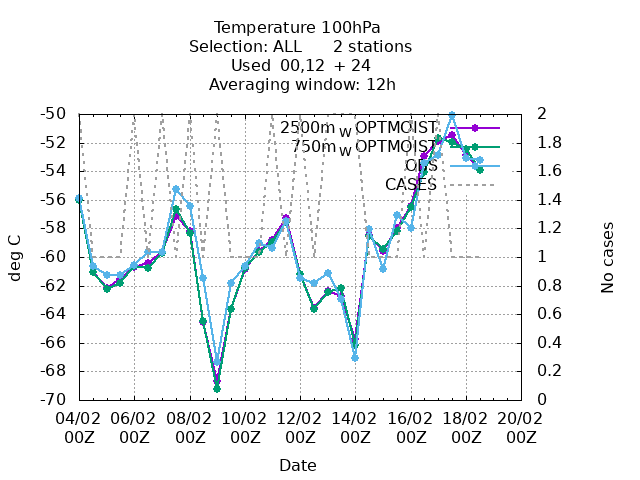 Temperature 100hPa
Selection: ALL 2 stations
Used 00,12 + 24
Averaging window: 12h
2500m W OPTMOIST
750m W OPTMOIST
OBS
CASES
-50
-52
-54
-56
-58
-60
-62
-64
-66
-68
-70
2
1.8
1.6
1.4
1.2
1
0.8
0.6
0.4
0.2
0
deg C
No cases
04/02 06/02 08/02 10/02 12/02 14/02 16/02 18/02 20/02
00Z 00Z 00Z 00Z 00Z 00Z 00Z 00Z 00Z
Date